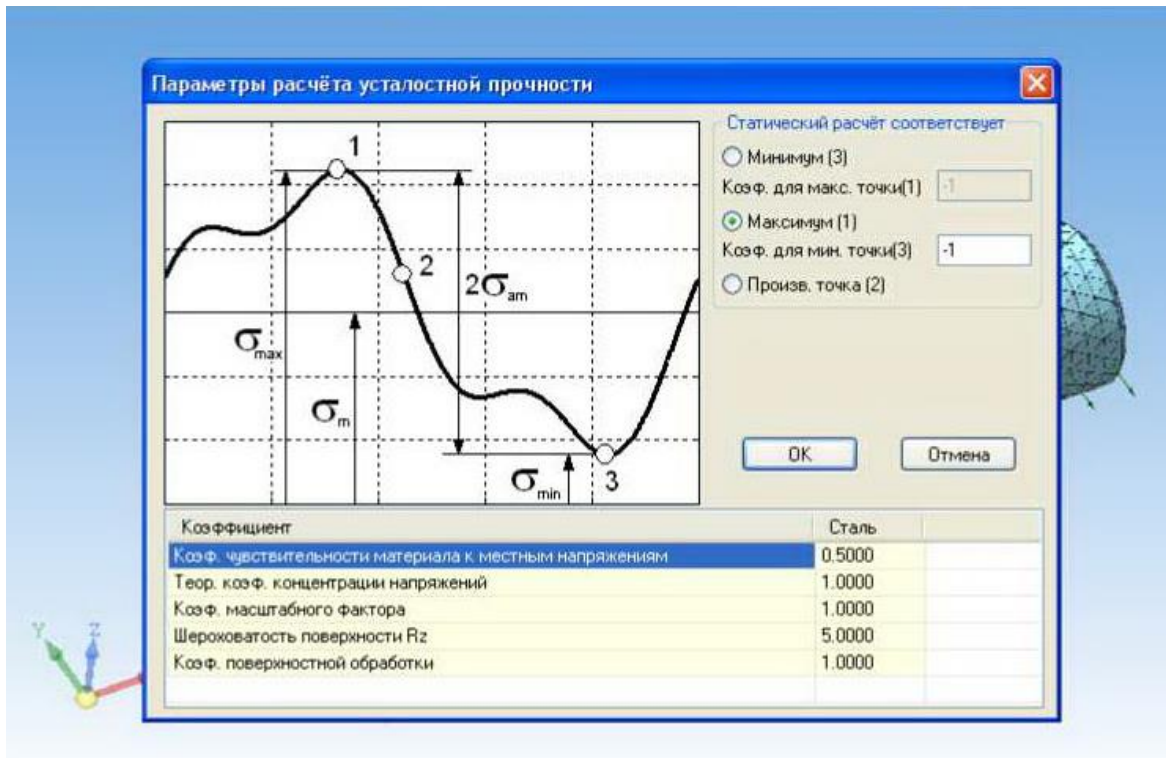 Параметры расчёта усталостной прочности
1
2
2σam
σmax
σm
σmin
3
Статический расчёт соответствует
Минимум (3)
Коэф. для макс. точки(1)
-1
Максимум (1)
Коэф. для мин. точки(3)
-1
Произв. точка (2)
OK
Отмена
Коэффициент Сталь
Коэф. чувствительности материала к местным напряжениям 0.5000
Теор. коэф. концентрации напряжений 1.0000
Коэф. масштабного фактора 1.0000
Шероховатость поверхности Rz 5.0000
Коэф. поверхностной обработки 1.0000
Y
Z